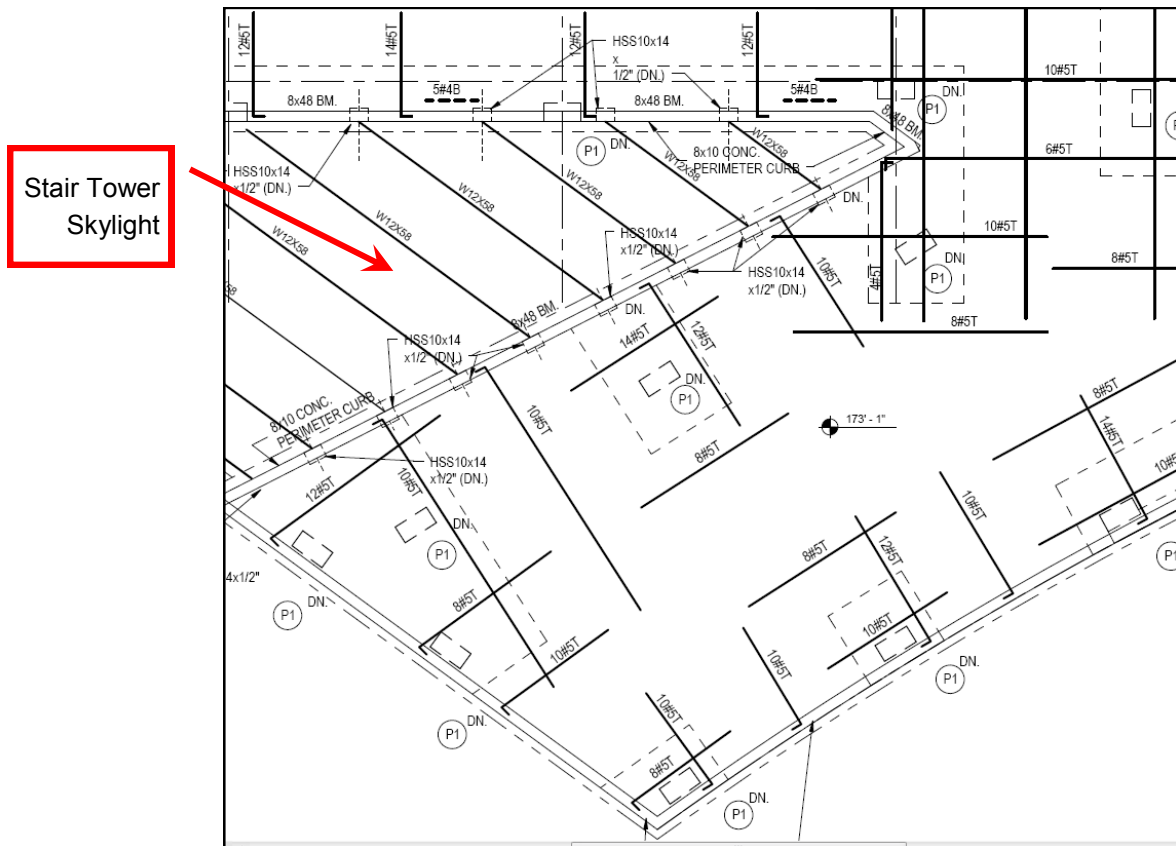 12#5T
14#5T
12#5T
12#5T
HSS10x14
x
1/2" (DN.)
10#5T
8x48 BM.
5#4B
8x48 BM.
5#4B
DN.
P1
8x48 BM.
P1
DN.
W12X58
8x10 CONC.
PERIMETER CURB
6#5T
Stair Tower
Skylight
HSS10x14
x1/2" (DN.)
W12X58
W12X58
W12X58
W12X58
W12X58
58
DN.
HSS10x14
x1/2" (DN.)
10#5T
DN.
P1
8#5T
HSS10x14
x1/2" (DN.)
10#5T
4#5T
8x48 BM.
DN.
8#5T
HSS10x14
x1/2" (DN.)
14#5T
12#5T
DN.
P1
8#5T
8x10 CONC.
PERIMETER CURB
10#5T
173' - 1"
14#5T
8#5T
HSS10x14
x1/2" (DN.)
12#5T
10#5T
10#5T
10#5
DN.
P1
8#5T
12#5T
P1
4x1/2"
8#5T
10#5T
P1
DN.
10#5T
10#5T
DN.
P1
P1
DN.
10#5T
8#5T
DN.
P1